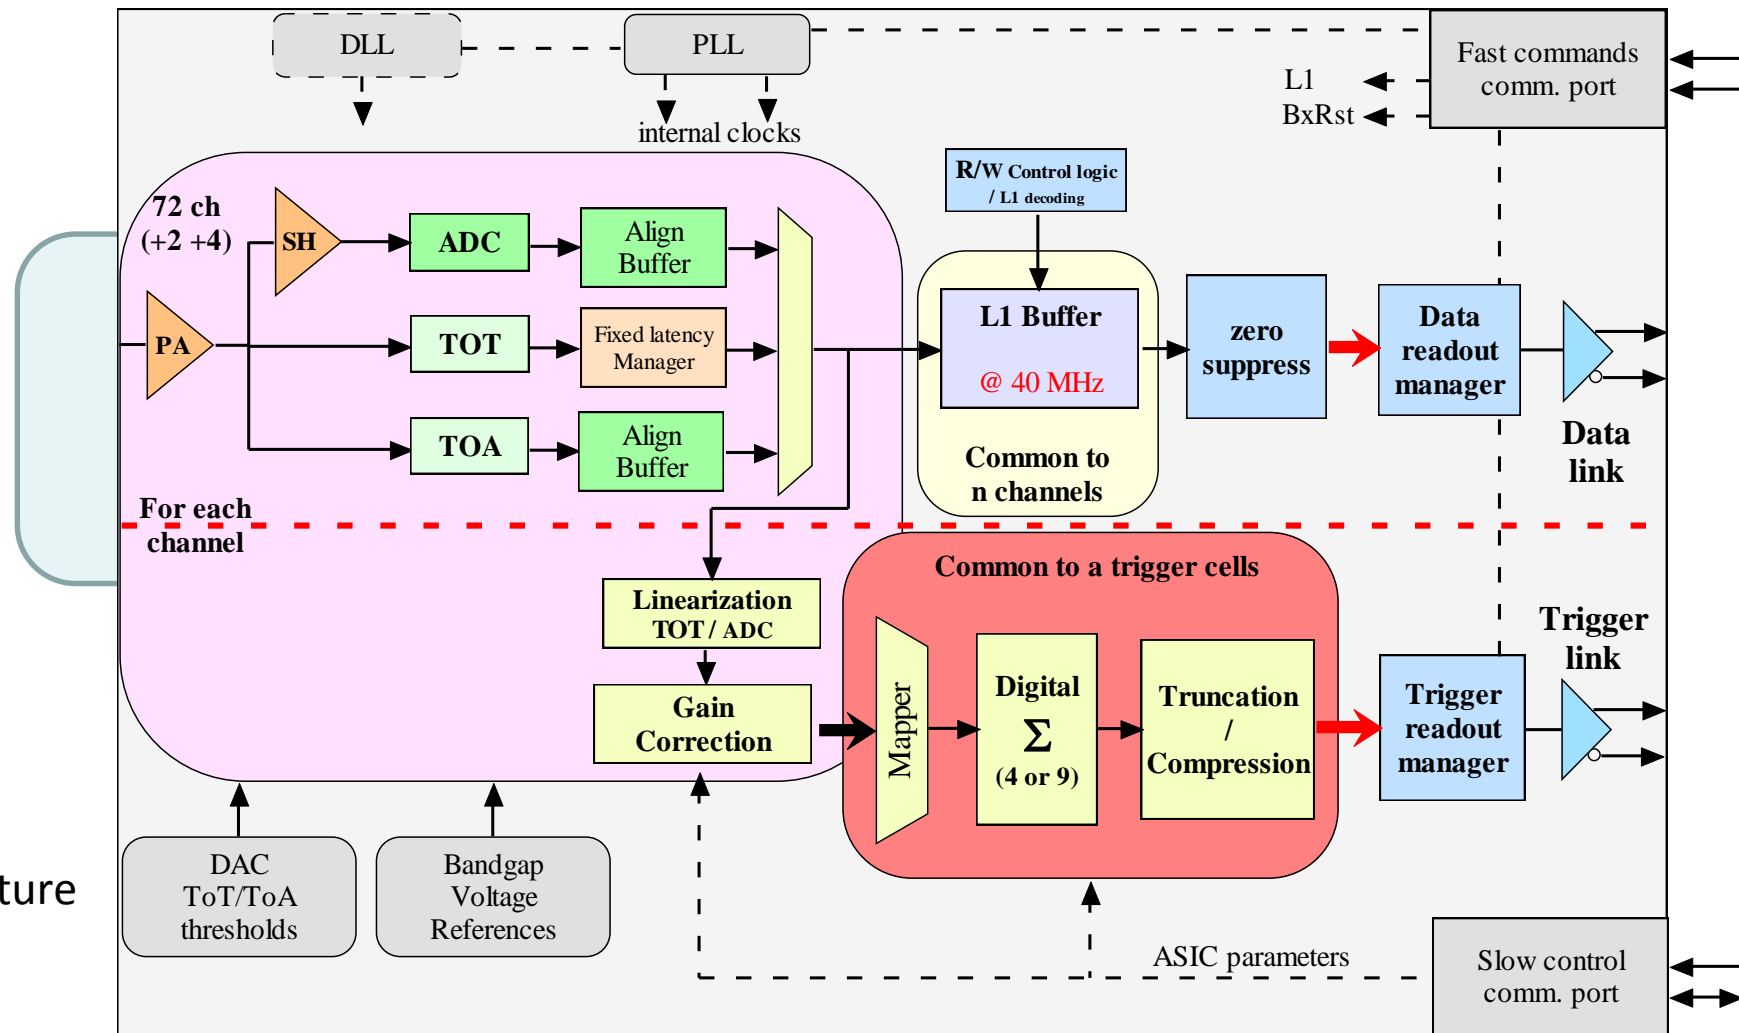 DLL
PLL
Fast commands
comm. port
L1
BxRst
internal clocks
R/W Control logic
/ L1 decoding
72 ch
(+2 +4)
SH
ADC
Align
Buffer
PA
TOT
Fixed latency
Manager
TOA
Align
Buffer
L1 Buffer
@ 40 MHz
Common to
n channels
zero
suppress
Data
readout
manager
Data
link
For each
channel
Linearization
TOT / ADC
Gain
Correction
Common to a trigger cells
Mapper
Digital
Σ
(4 or 9)
Truncation
/
Compression
Trigger
link
Trigger
readout
manager
DAC
ToT/ToA
thresholds
Bandgap
Voltage
References
ture
ASIC parameters
Slow control
comm. port